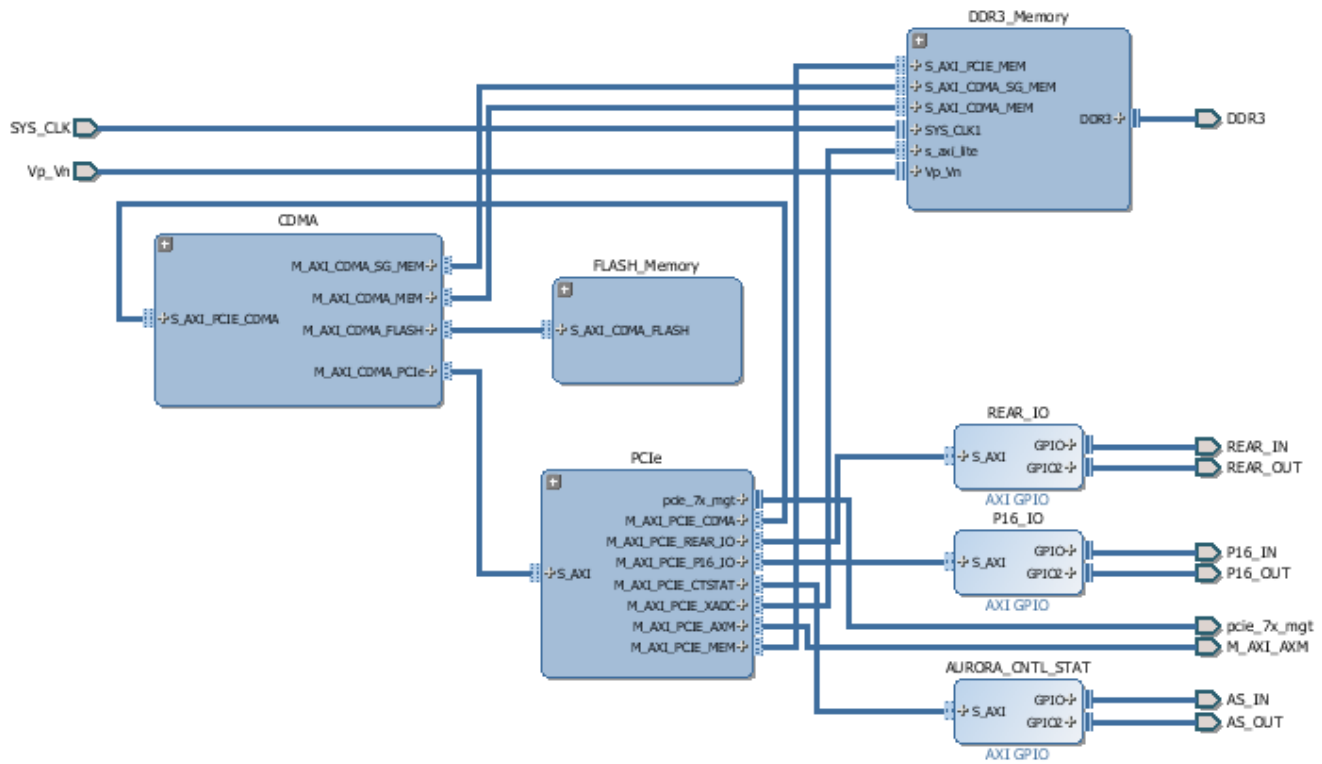 DDR3_Memory
S_AXI_PCIE_MEM
S_AXI_CDMA_SG_MEM
S_AXI_CDMA_MEM
SYS_CLK1
s_axi_lite
Vp_Vn
DDR3
DDR3
SYS_CLK
Vp_Vn
CDMA
S_AXI_PCIE_CDMA
M_AXI_CDMA_SG_MEM
M_AXI_CDMA_MEM
M_AXI_CDMA_FLASH
M_AXI_CDMA_PCIe
FLASH_Memory
S_AXI_CDMA_FLASH
PCIe
S_AXI
pcie_7x_mgt
M_AXI_PCIE_CDMA
M_AXI_PCIE_REAR_IO
M_AXI_PCIE_P16_IO
M_AXI_PCIE_CTSTAT
M_AXI_PCIE_XADC
M_AXI_PCIE_AXM
M_AXI_PCIE_MEM
REAR_IO
S_AXI
GPIO
GPIO2
AXI GPIO
REAR_IN
REAR_OUT
P16_IO
S_AXI
GPIO
GPIO2
AXI GPIO
P16_IN
P16_OUT
pcie_7x_mgt
M_AXI_AXM
AURORA_CNTL_STAT
S_AXI
GPIO
GPIO2
AXI GPIO
AS_IN
AS_OUT